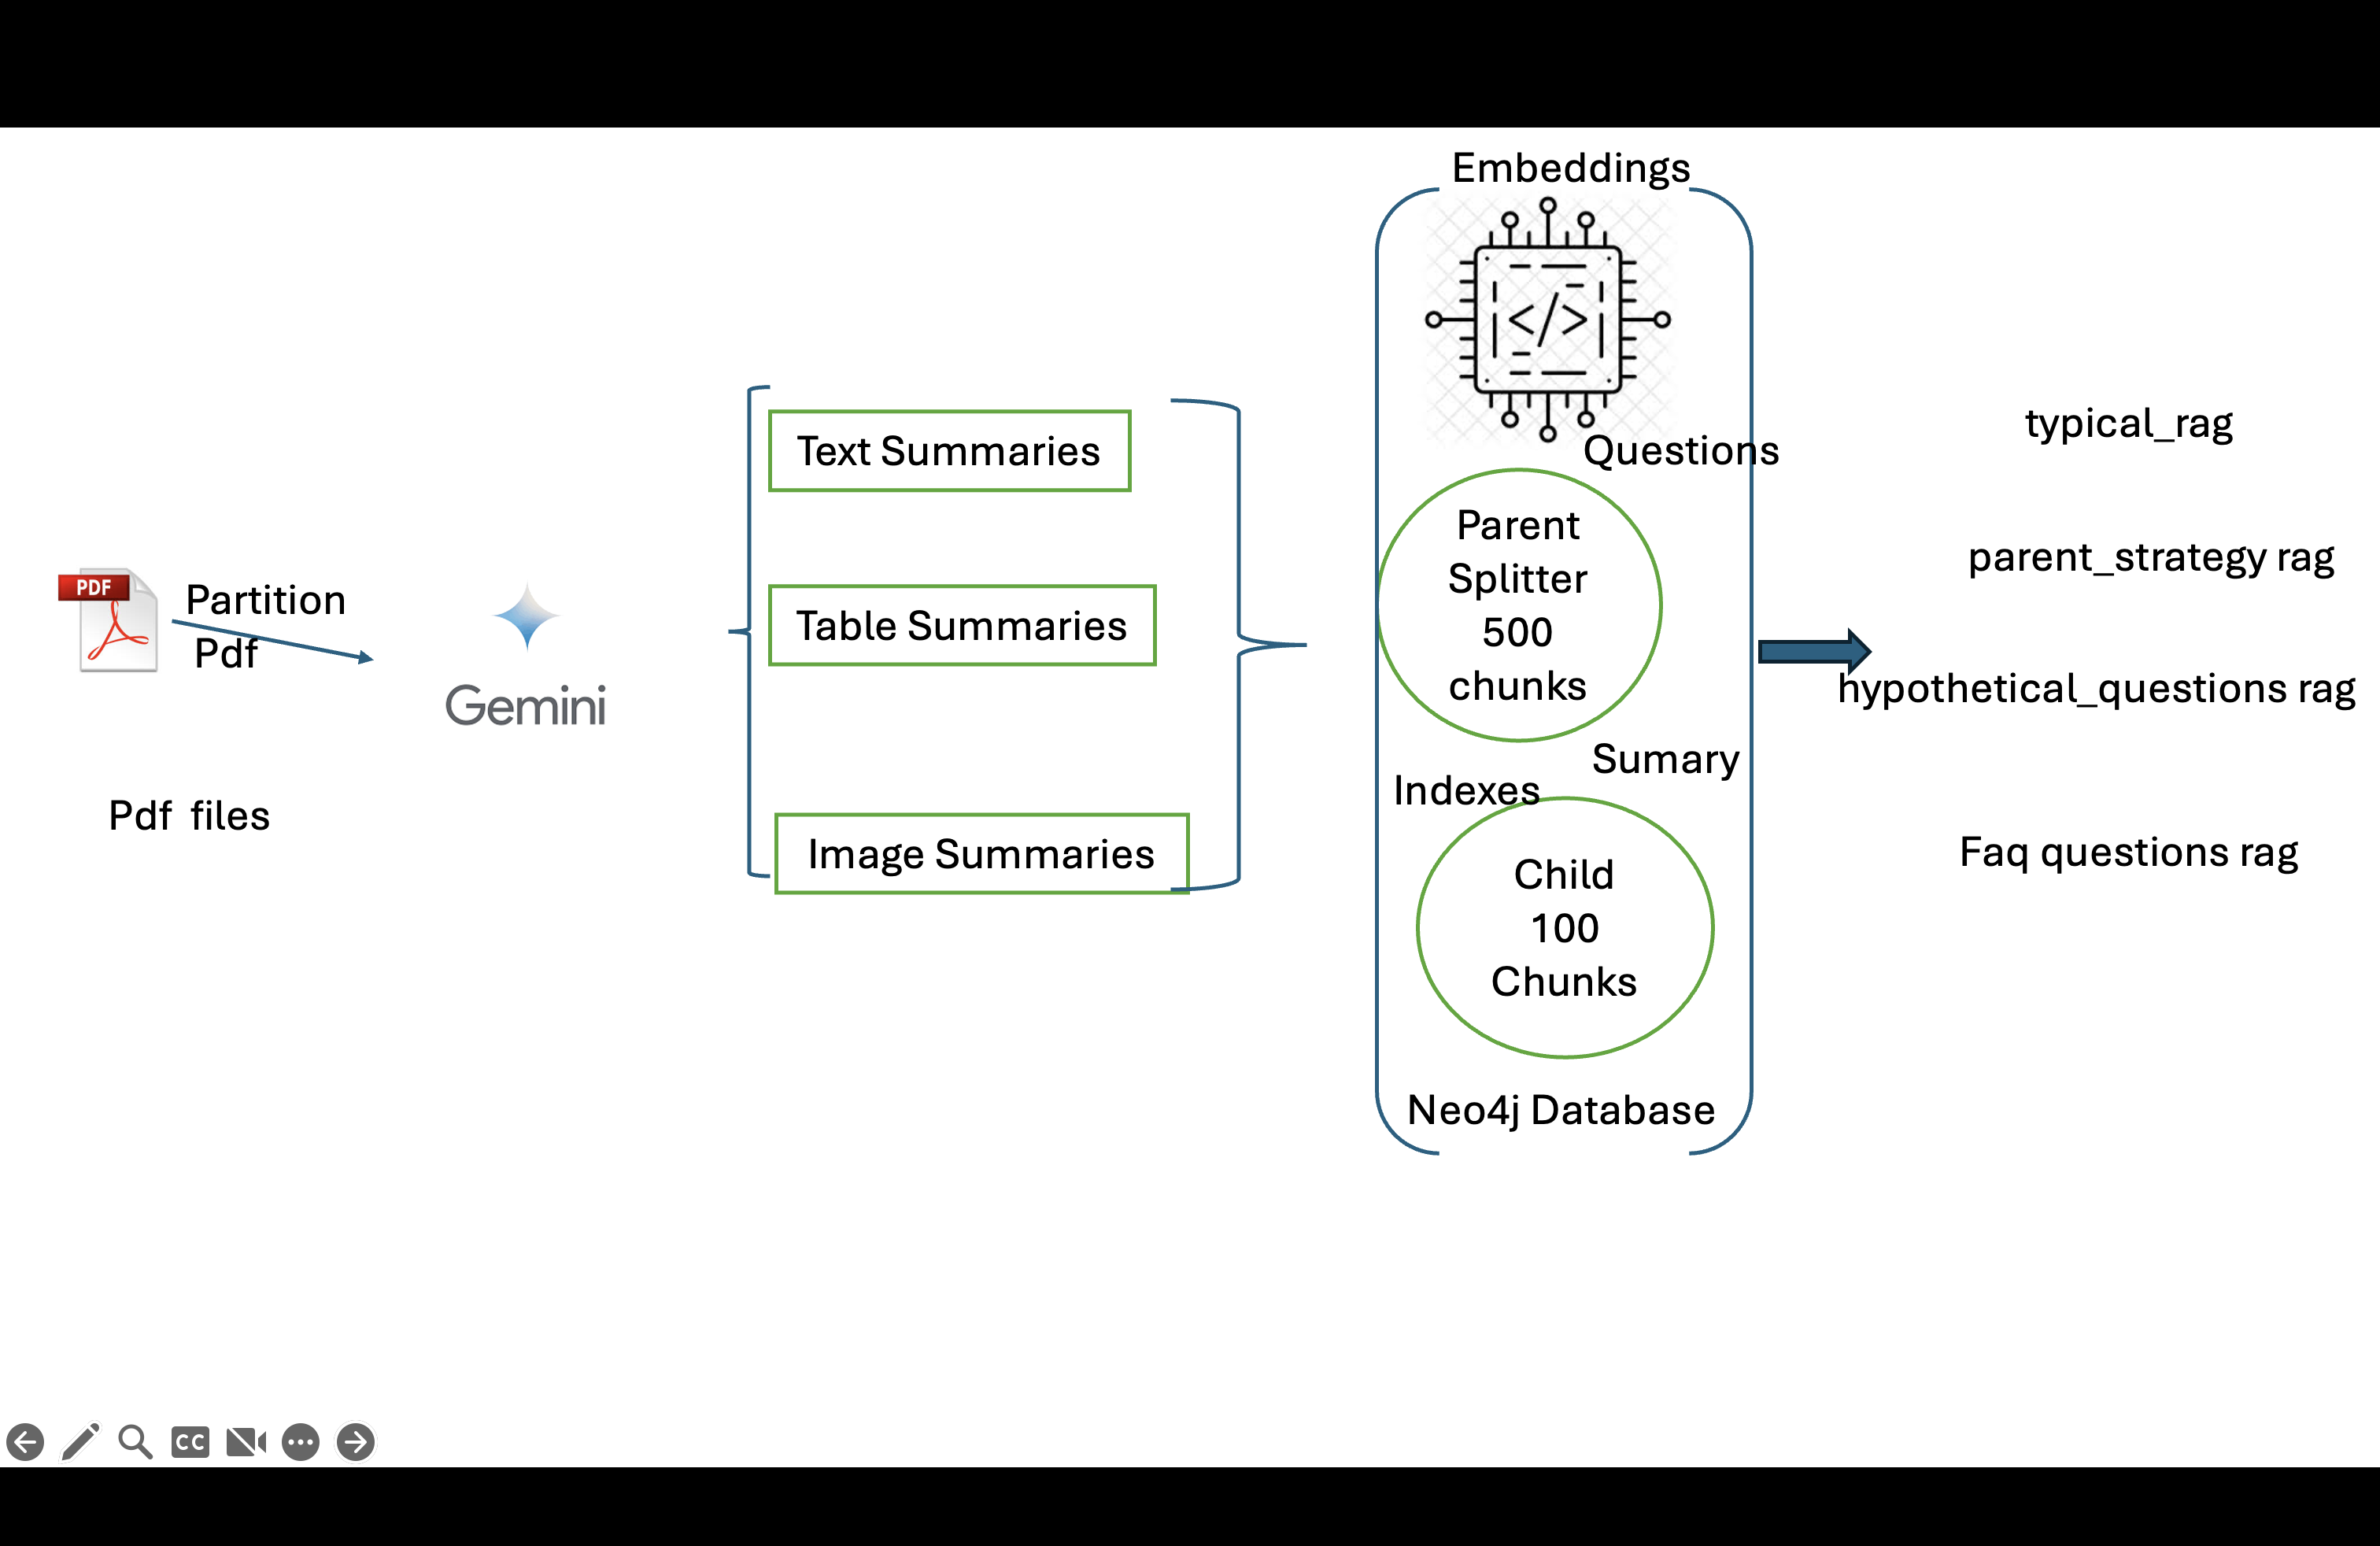 PDF
Partition
Pdf
Pdf files
Gemini
Text Summaries
Table Summaries
Image Summaries
Embeddings
</>
Questions
Parent
Splitter
500
chunks
Sumary
Indexes
Child
100
Chunks
Neo4j Database
typical_rag
parent_strategy rag
hypothetical_questions rag
Faq questions rag
CC